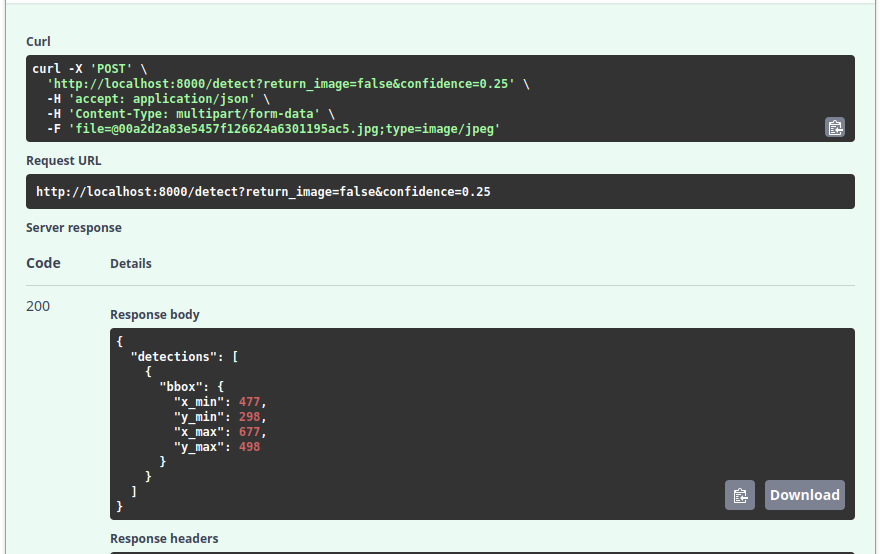 Curl
curl -X 'POST' \
  'http://localhost:8000/detect?return_image=false&confidence=0.25' \
  -H 'accept: application/json' \
  -H 'Content-Type: multipart/form-data' \
  -F 'file=@00a2d2a83e5457f126624a6301195ac5.jpg;type=image/jpeg'
Request URL
http://localhost:8000/detect?return_image=false&confidence=0.25
Server response
Code Details
200
Response body
{
  "detections": [
    {
      "bbox": {
        "x_min": 477,
        "y_min": 298,
        "x_max": 677,
        "y_max": 498
      }
    }
  ]
}
Download
Response headers